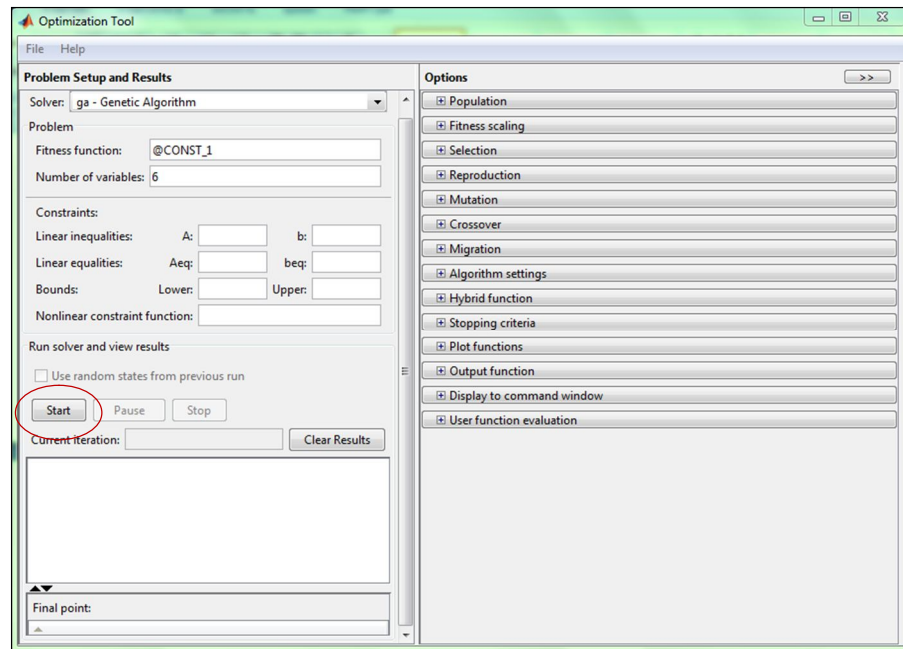 Optimization Tool
File Help
Problem Setup and Results
Solver: ga - Genetic Algorithm
Problem
Fitness function: @CONST_1
Number of variables: 6
Constraints:
Linear inequalities: A: b:
Linear equalities: Aeq: beq:
Bounds: Lower: Upper:
Nonlinear constraint function:
Run solver and view results
Use random states from previous run
Start Pause Stop
Current iteration: Clear Results
Final point:
Options >>
Population
Fitness scaling
Selection
Reproduction
Mutation
Crossover
Migration
Algorithm settings
Hybrid function
Stopping criteria
Plot functions
Output function
Display to command window
User function evaluation